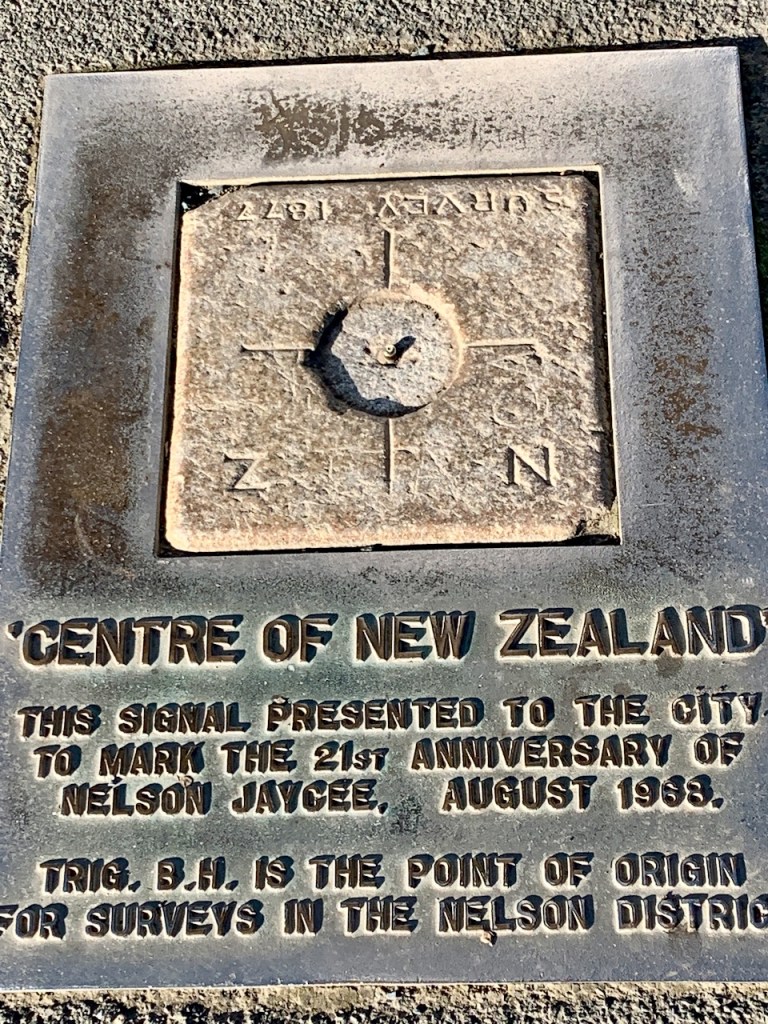 N Z
SURVEY 1877
'CENTRE OF NEW ZEALAND'
THIS SIGNAL PRESENTED TO THE CITY
TO MARK THE 21ST ANNIVERSARY OF
NELSON JAYCEE. AUGUST 1968.
TRIG. B.H. IS THE POINT OF ORIGIN
FOR SURVEYS IN THE NELSON DISTRIC